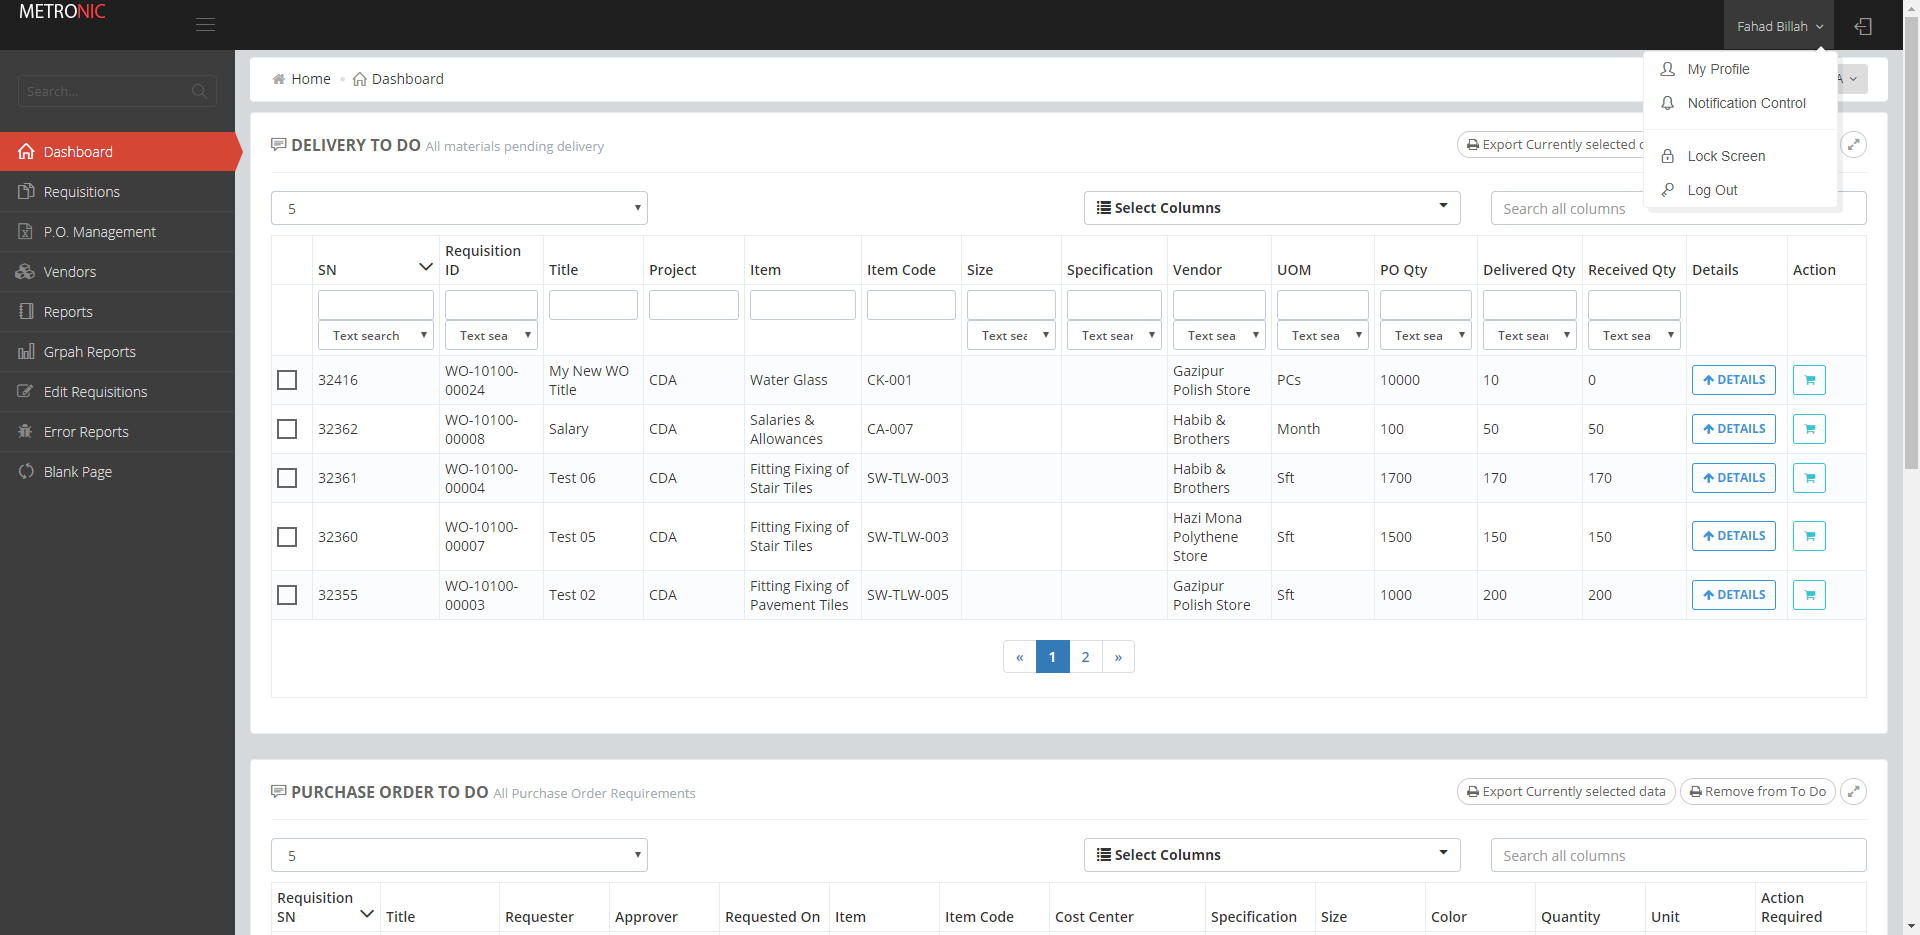 METRONIC
Fahad Billah
Search...
Dashboard
Requisitions
P.O. Management
Vendors
Reports
Grpah Reports
Edit Requisitions
Error Reports
Blank Page
Home Dashboard
A
My Profile
Notification Control
Lock Screen
Log Out
DELIVERY TO DO All materials pending delivery
Export Currently selected
5
Select Columns
Search all columns
SN Requisition ID Title Project Item Item Code Size Specification Vendor UOM PO Qty Delivered Qty Received Qty Details Action
Text search Text sea Text sea Text sear Text sea Text sea Text sea Text sear Text sea
32416 WO-10100-00024 My New WO Title CDA Water Glass CK-001 Gazipur Polish Store PCs 10000 10 0 DETAILS
32362 WO-10100-00008 Salary CDA Salaries & Allowances CA-007 Habib & Brothers Month 100 50 50 DETAILS
32361 WO-10100-00004 Test 06 CDA Fitting Fixing of Stair Tiles SW-TLW-003 Habib & Brothers Sft 1700 170 170 DETAILS
32360 WO-10100-00007 Test 05 CDA Fitting Fixing of Stair Tiles SW-TLW-003 Hazi Mona Polythene Store Sft 1500 150 150 DETAILS
32355 WO-10100-00003 Test 02 CDA Fitting Fixing of Pavement Tiles SW-TLW-005 Gazipur Polish Store Sft 1000 200 200 DETAILS
« 1 2 »
PURCHASE ORDER TO DO All Purchase Order Requirements
Export Currently selected data Remove from To Do
5
Select Columns
Search all columns
Requisition SN Title Requester Approver Requested On Item Item Code Cost Center Specification Size Color Quantity Unit Action Required